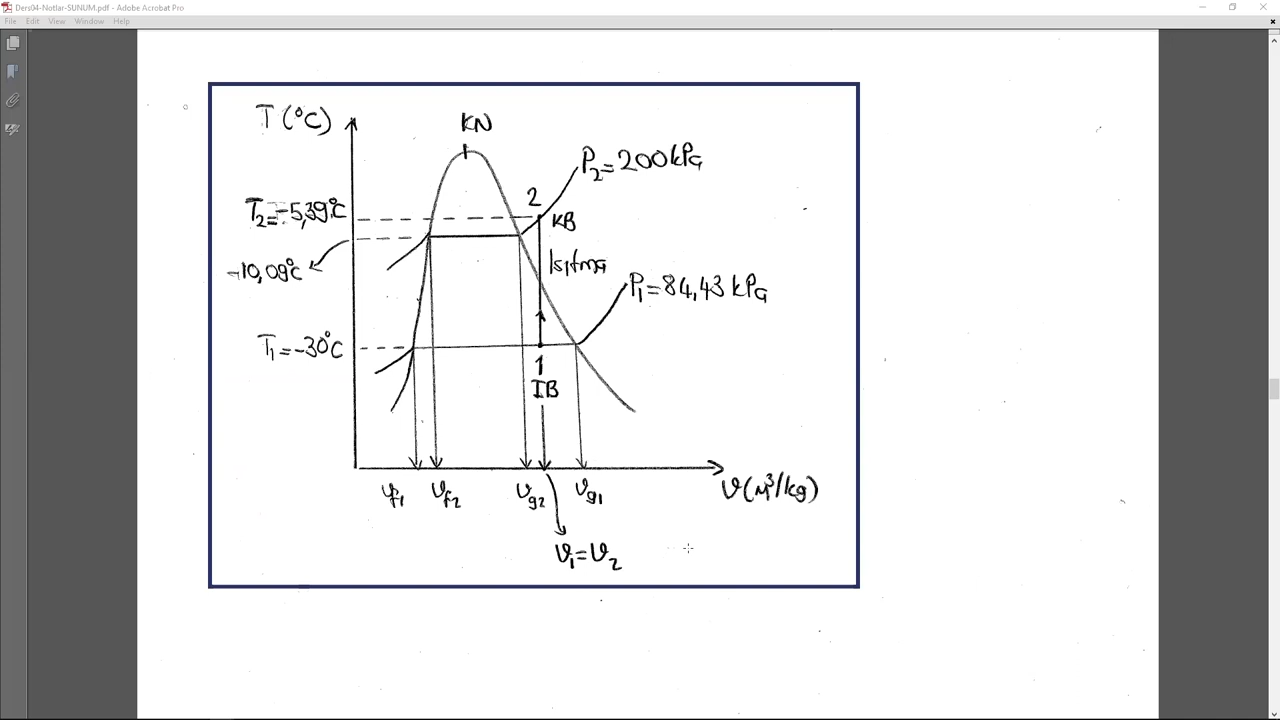 Ders04-Notlar-SUNUM.pdf - Adobe Acrobat Pro
File Edit View Window Help
T (°C)
KN
P₂ = 200 kPa
2
T₂ = -5,39°C
KB
-10,09°C
Isıtma
P₁ = 84,43 kPa
T₁ = -30°C
1
IB
υf₁ υf₂ υg₂ υg₁
υ (m³/kg)
υ₁ = υ₂